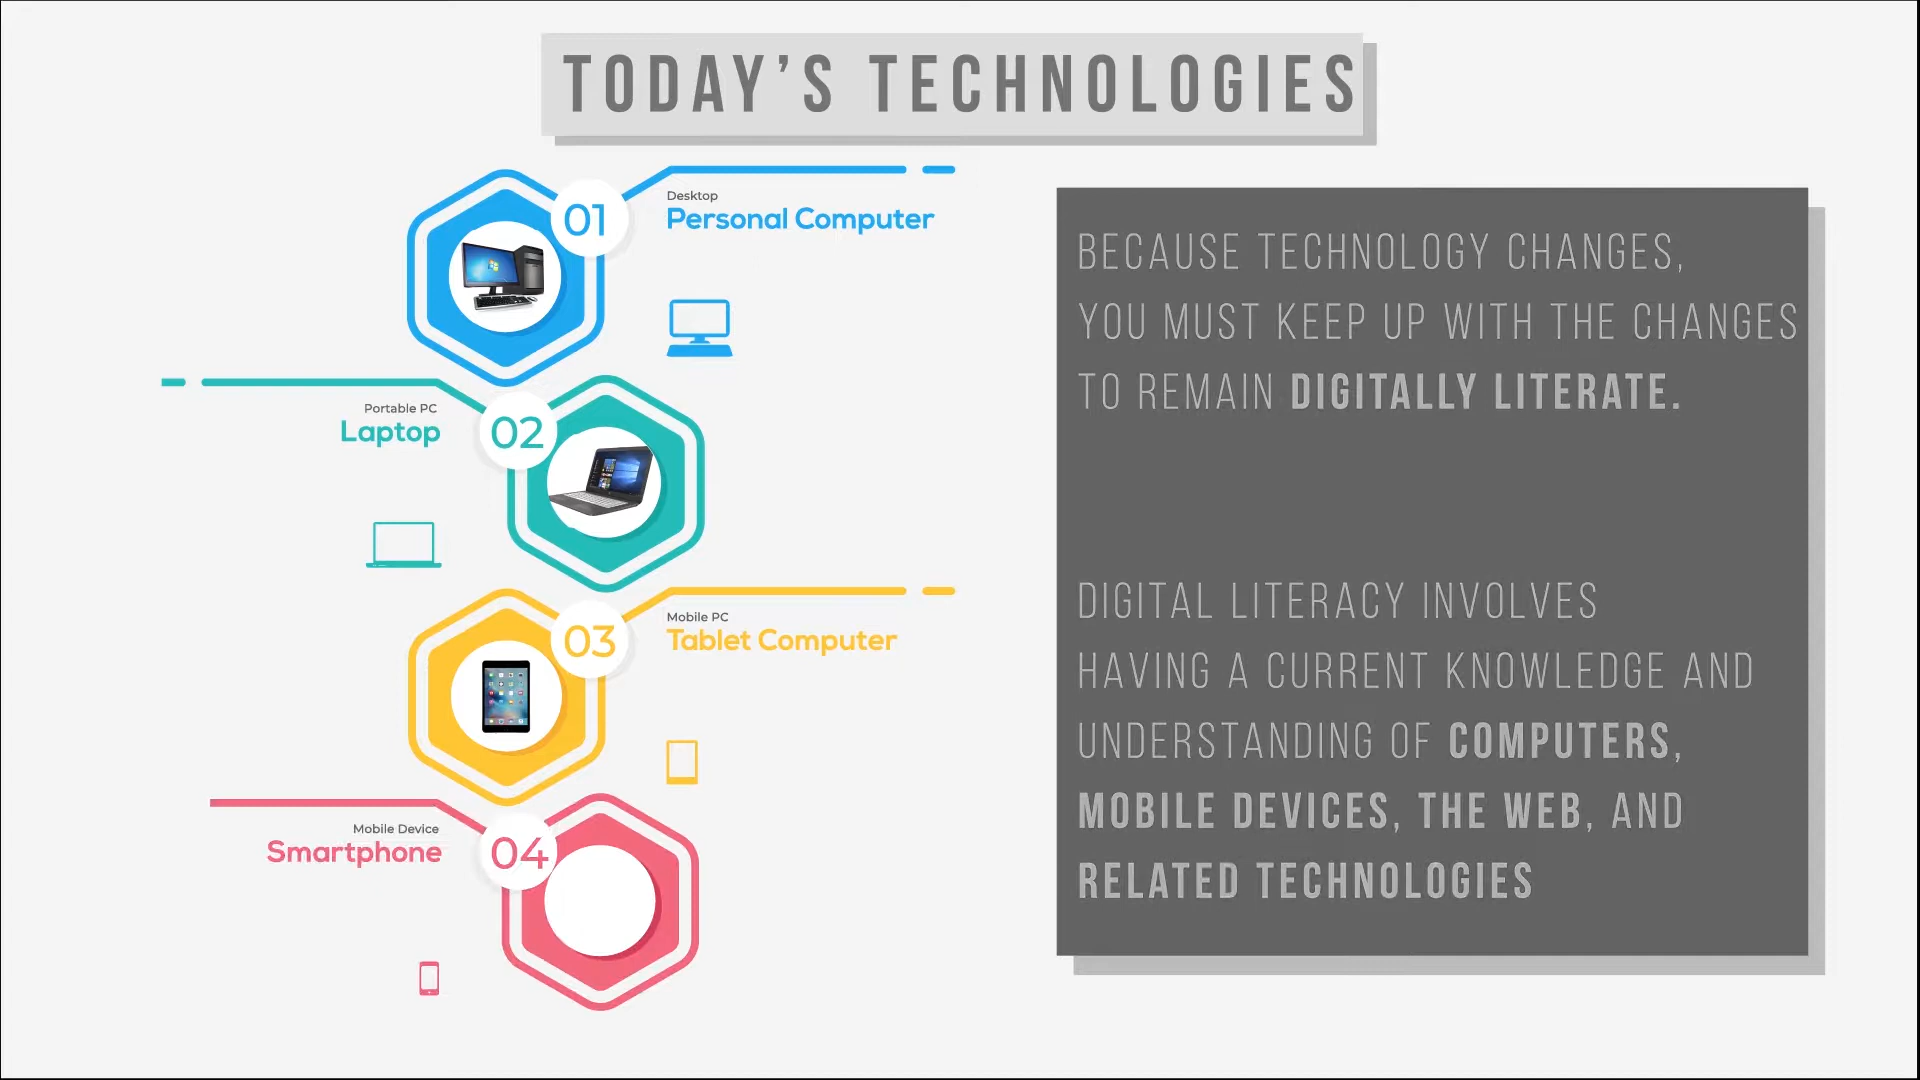 TODAY'S TECHNOLOGIES
01
Desktop
Personal Computer
Portable PC
Laptop
02
03
Mobile PC
Tablet Computer
Mobile Device
Smartphone
04
BECAUSE TECHNOLOGY CHANGES,
YOU MUST KEEP UP WITH THE CHANGES
TO REMAIN DIGITALLY LITERATE.
DIGITAL LITERACY INVOLVES
HAVING A CURRENT KNOWLEDGE AND
UNDERSTANDING OF COMPUTERS,
MOBILE DEVICES, THE WEB, AND
RELATED TECHNOLOGIES